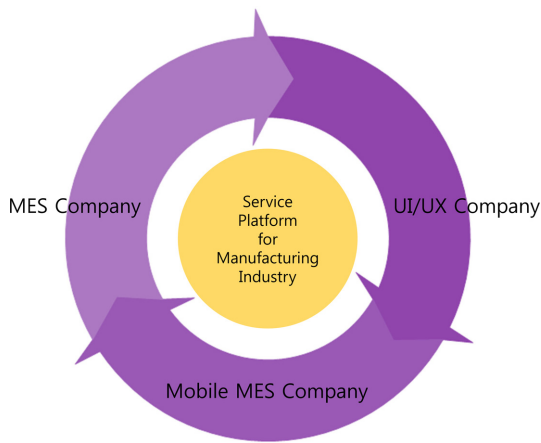 MES Company
UI/UX Company
Service
Platform
for
Manufacturing
Industry
Mobile MES Company